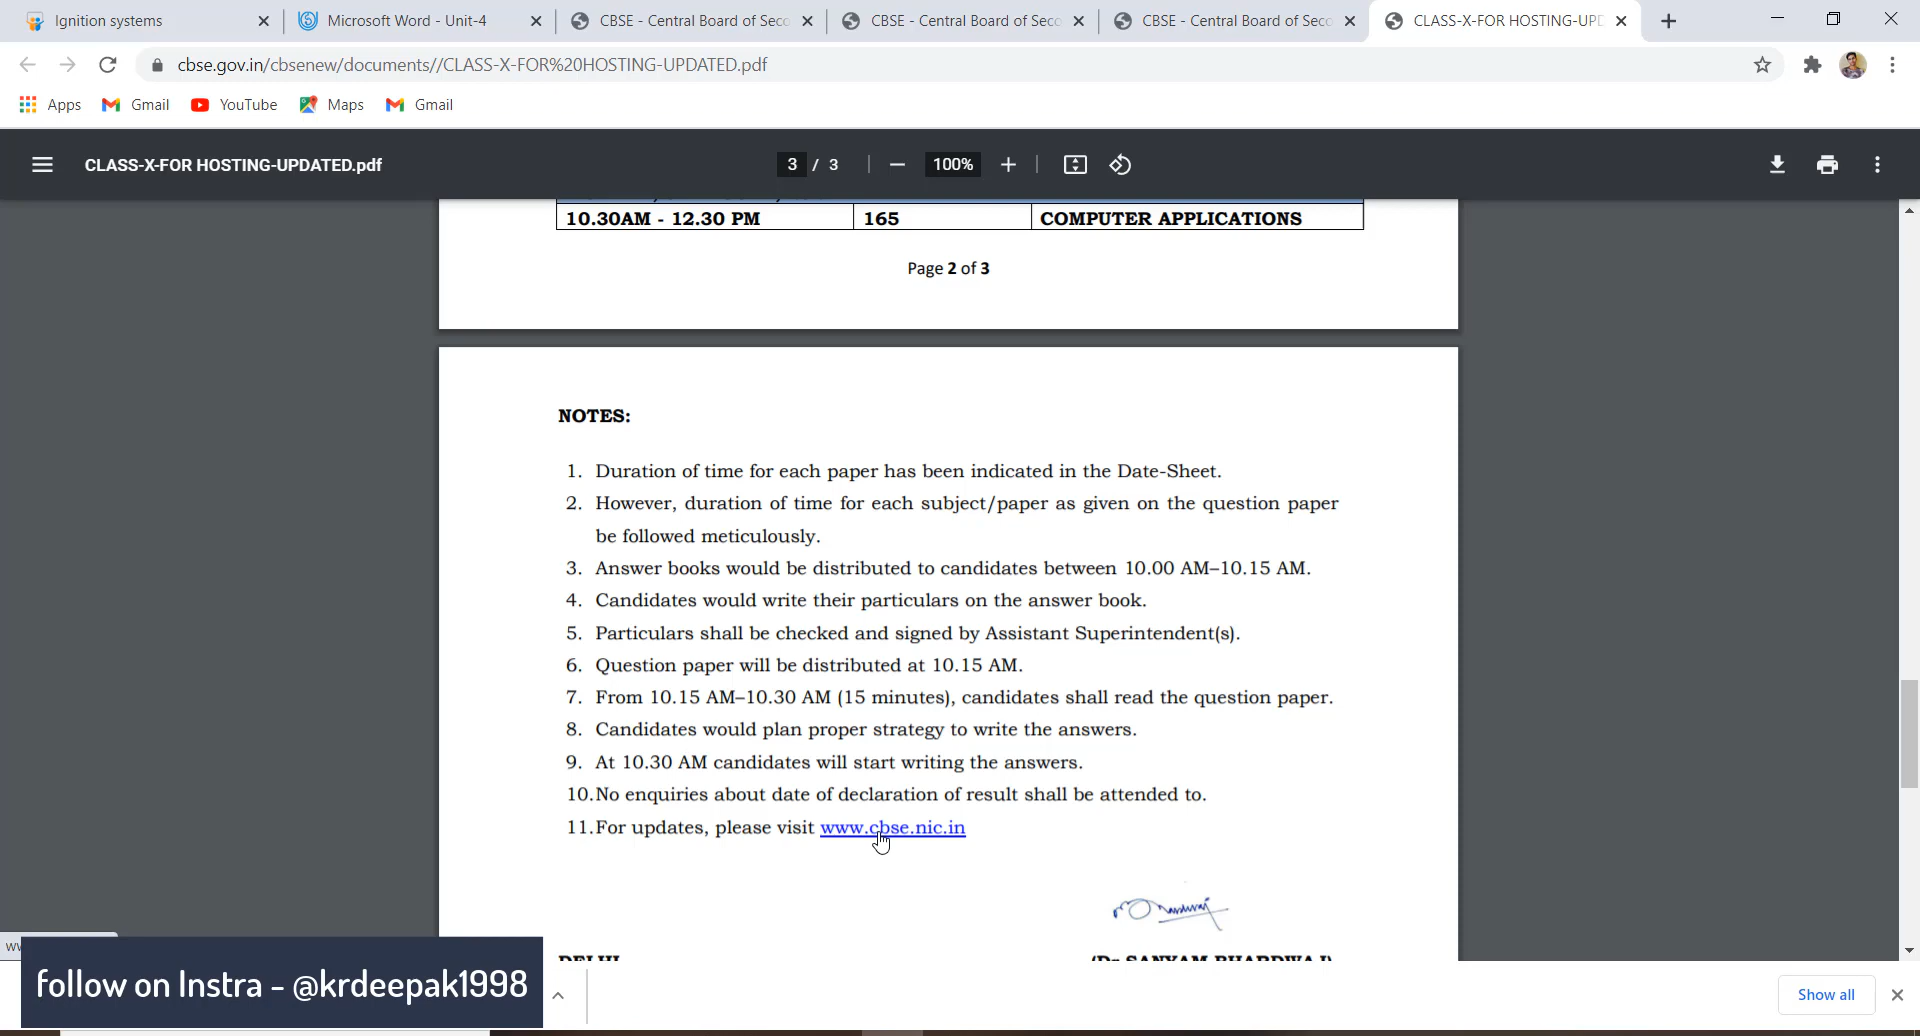 Ignition systems
Microsoft Word - Unit-4
CBSE - Central Board of Seco
CBSE - Central Board of Seco
CBSE - Central Board of Seco
CLASS-X-FOR HOSTING-UPD
cbse.gov.in/cbsenew/documents//CLASS-X-FOR%20HOSTING-UPDATED.pdf
Apps
Gmail
YouTube
Maps
Gmail
CLASS-X-FOR HOSTING-UPDATED.pdf
3 / 3
100%
10.30AM - 12.30 PM 165 COMPUTER APPLICATIONS
Page 2 of 3
NOTES:
1. Duration of time for each paper has been indicated in the Date-Sheet.
2. However, duration of time for each subject/paper as given on the question paper
be followed meticulously.
3. Answer books would be distributed to candidates between 10.00 AM–10.15 AM.
4. Candidates would write their particulars on the answer book.
5. Particulars shall be checked and signed by Assistant Superintendent(s).
6. Question paper will be distributed at 10.15 AM.
7. From 10.15 AM–10.30 AM (15 minutes), candidates shall read the question paper.
8. Candidates would plan proper strategy to write the answers.
9. At 10.30 AM candidates will start writing the answers.
10. No enquiries about date of declaration of result shall be attended to.
11. For updates, please visit www.cbse.nic.in
DELHI
(Dr. SANYAM BHARDWAJ)
follow on Instra - @krdeepak1998
Show all